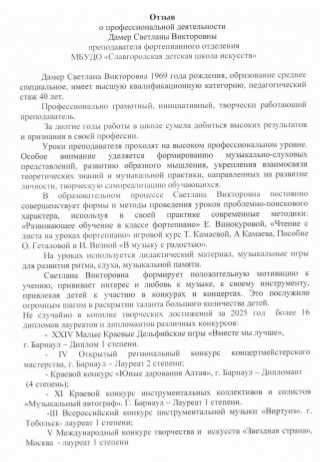 Отзыв
о профессиональной деятельности
Дамер Светланы Викторовны
преподавателя фортепианного отделения
МБУДО «Славгородская детская школа искусств»
Дамер Светлана Викторовна 1969 года рождения, образование среднее
специальное, имеет высшую квалификационную категорию, педагогический
стаж 40 лет.
Профессионально грамотный, инициативный, творчески работающий
преподаватель.
За долгие годы работы в школе сумела добиться высоких результатов
и признания в своей профессии.
Уроки преподавателя проходят на высоком профессиональном уровне.
Особое внимание уделяется формированию музыкально-слуховых
представлений, развитию образного мышления, укрепления взаимосвязи
теоретических знаний и музыкальной практики, направленных на развитие
личности, творческую самореализацию обучающихся.
В образовательном процессе Светлана Викторовна постоянно
совершенствует формы и методы проведения уроков проблемно-поискового
характера, используя в своей практике современные методики:
«Развивающее обучение в классе фортепиано» Е. Винокуровой, «Чтение с
листа на уроках фортепиано» игровой курс Т. Камаевой, А Камаева, Пособие
О. Геталовой и И. Визной «В музыку с радостью».
На уроках используется дидактический материал, музыкальные игры
для развития ритма, слуха, музыкальной памяти.
Светлана Викторовна формирует положительную мотивацию к
учению, прививает интерес и любовь к музыке, к своему инструменту,
привлекая детей к участию в конкурсах и концертах. Это послужило
огромным шагом в раскрытии таланта большого количества детей.
Не случайно в копилке творческих достижений за 2025 год более 16
дипломов лауреатов и дипломантов различных конкурсов:
- XXIV Малые Краевые Дельфийские игры «Вместе мы лучше»,
г. Барнаул – Диплом 1 степени.
- IV Открытый региональный конкурс концертмейстерского
мастерства, г. Барнаул – Лауреат 2 степени;
- Краевой конкурс «Юные дарования Алтая», г. Барнаул – Дипломант
(4 степень);
- XI Краевой конкурс инструментальных коллективов и солистов
«Музыкальный автограф». Г. Барнаул – Лауреат 1 степени.
-III Всероссийский конкурс инструментальной музыки «Виртуоз». г.
Тобольск- лауреат 1 степени;
V Международный конкурс творчества и искусств «Звездная страна»,
Москва - лауреат 1 степени